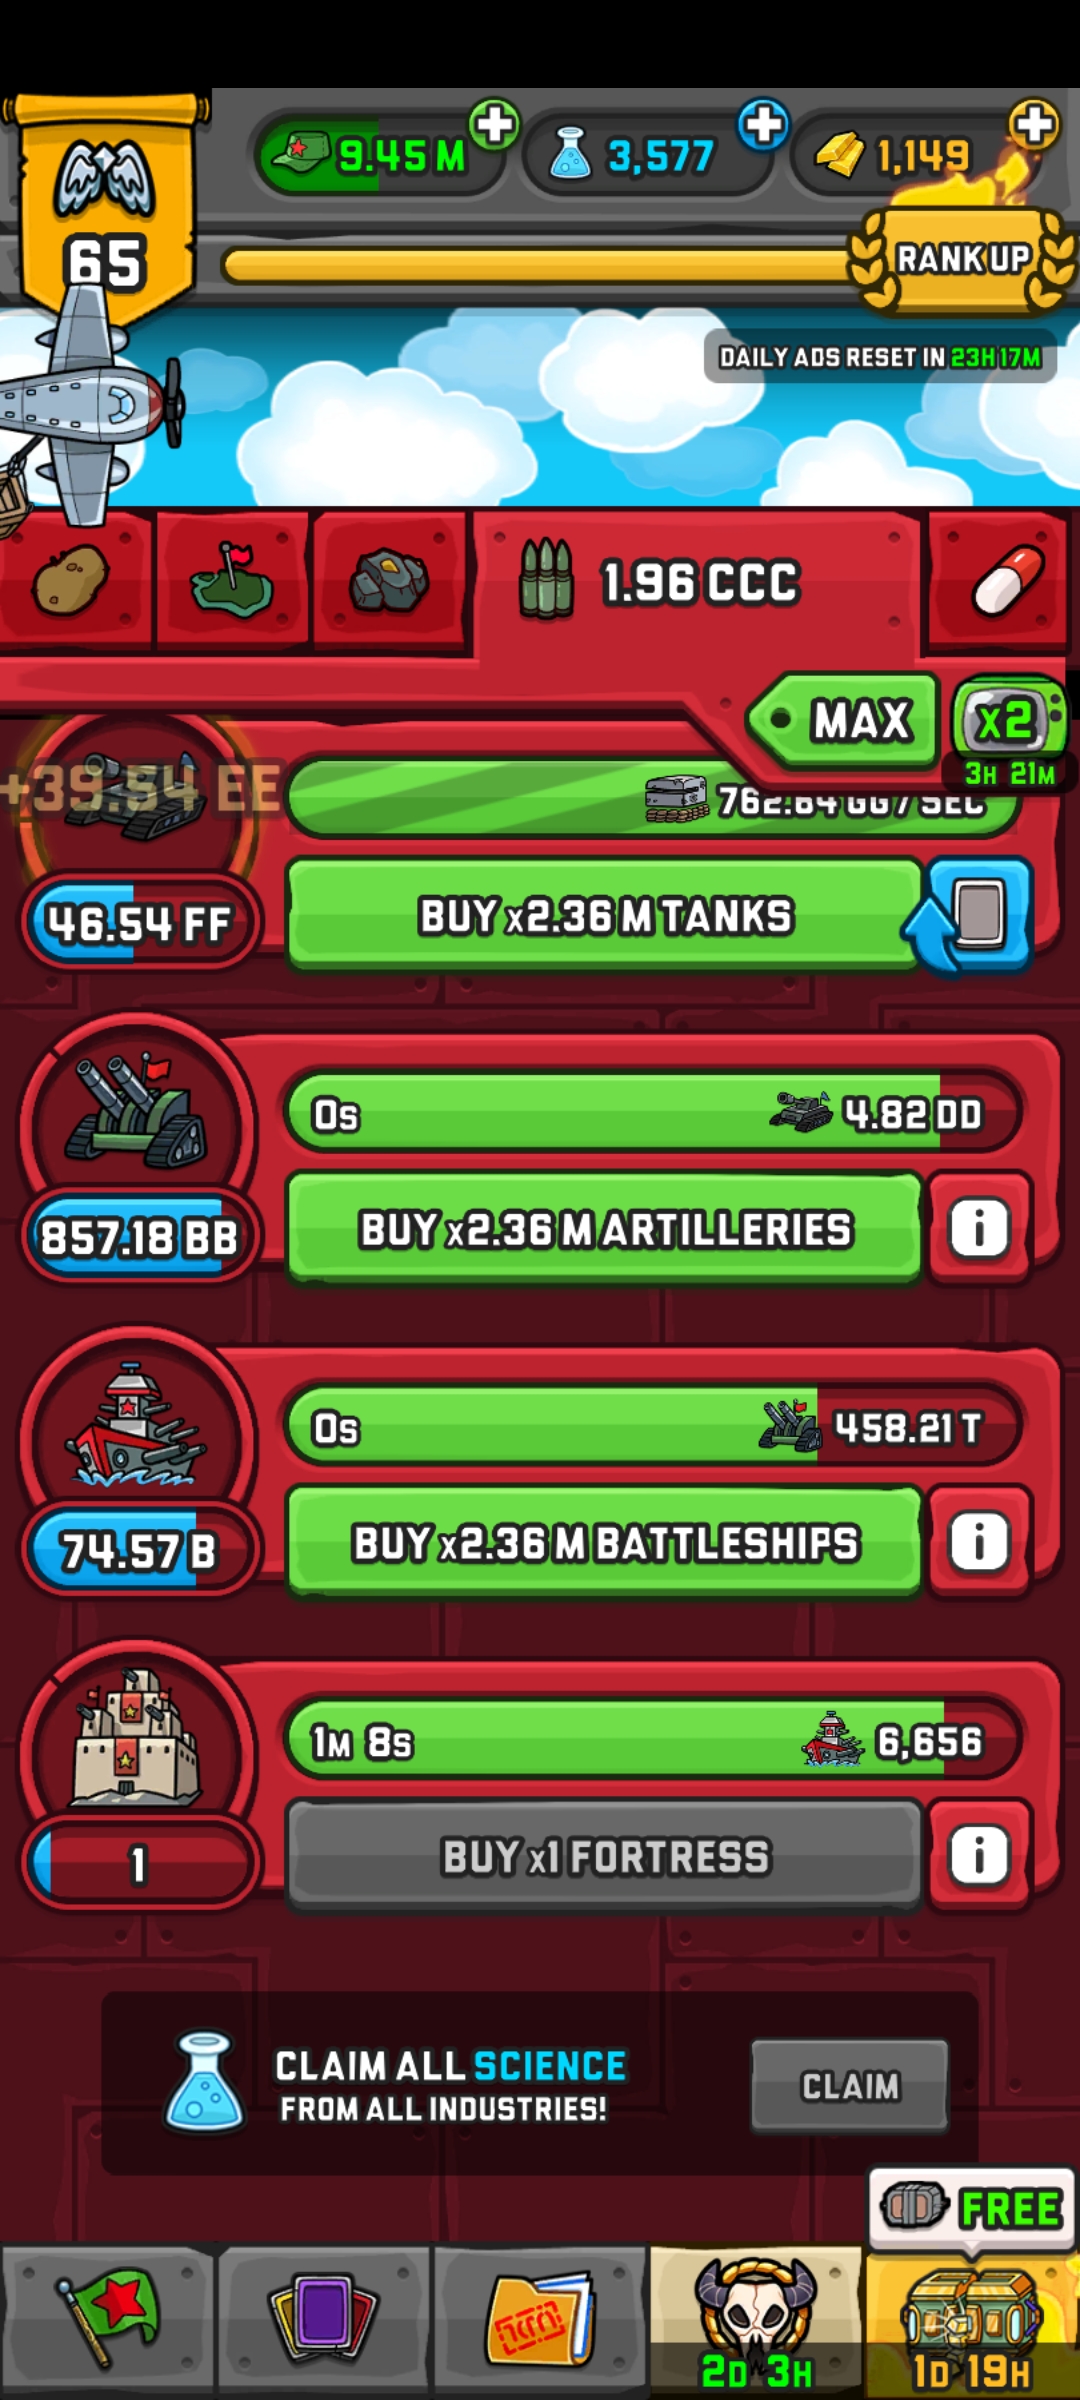 9.45 M
3,577
1,149
65
RANK UP
DAILY ADS RESET IN 23H 17M
1.96 CCC
MAX
x2
3H 21M
+39.54 EE
762.64 GG / SEC
46.54 FF
BUY x2.36 M TANKS
0s
4.82 DD
857.18 BB
BUY x2.36 M ARTILLERIES
i
0s
458.21 T
74.57 B
BUY x2.36 M BATTLESHIPS
i
1M 8s
6,656
1
BUY x1 FORTRESS
i
CLAIM ALL SCIENCE
FROM ALL INDUSTRIES!
CLAIM
FREE
2D 3H
1D 19H